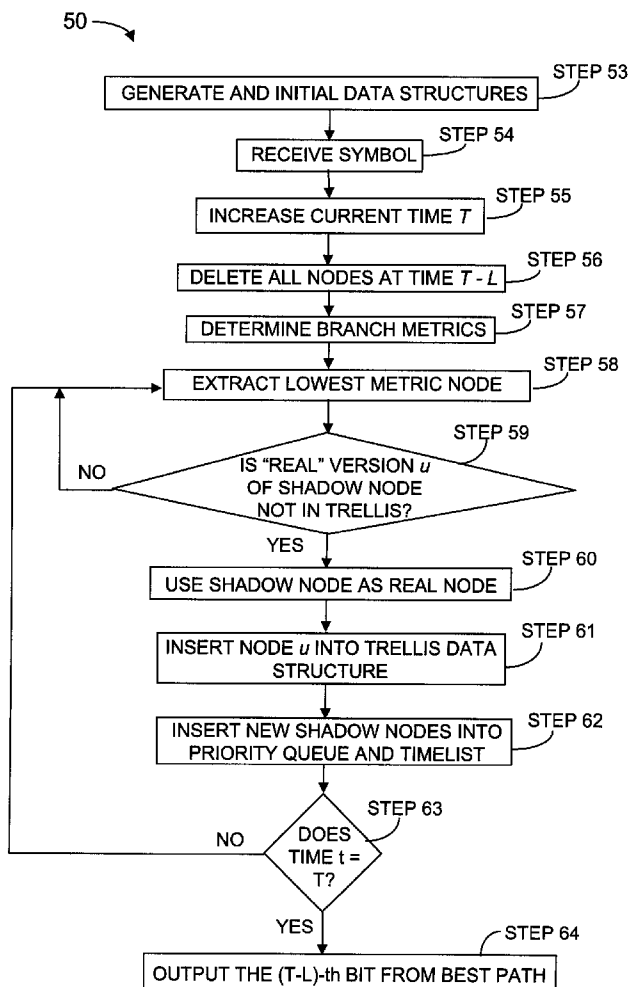 50
STEP 53
GENERATE AND INITIAL DATA STRUCTURES
STEP 54
RECEIVE SYMBOL
STEP 55
INCREASE CURRENT TIME T
STEP 56
DELETE ALL NODES AT TIME T - L
STEP 57
DETERMINE BRANCH METRICS
STEP 58
EXTRACT LOWEST METRIC NODE
STEP 59
NO
IS "REAL" VERSION u
OF SHADOW NODE
NOT IN TRELLIS?
YES
STEP 60
USE SHADOW NODE AS REAL NODE
STEP 61
INSERT NODE u INTO TRELLIS DATA
STRUCTURE
STEP 62
INSERT NEW SHADOW NODES INTO
PRIORITY QUEUE AND TIMELIST
STEP 63
NO
DOES
TIME t =
T?
YES
STEP 64
OUTPUT THE (T-L)-th BIT FROM BEST PATH